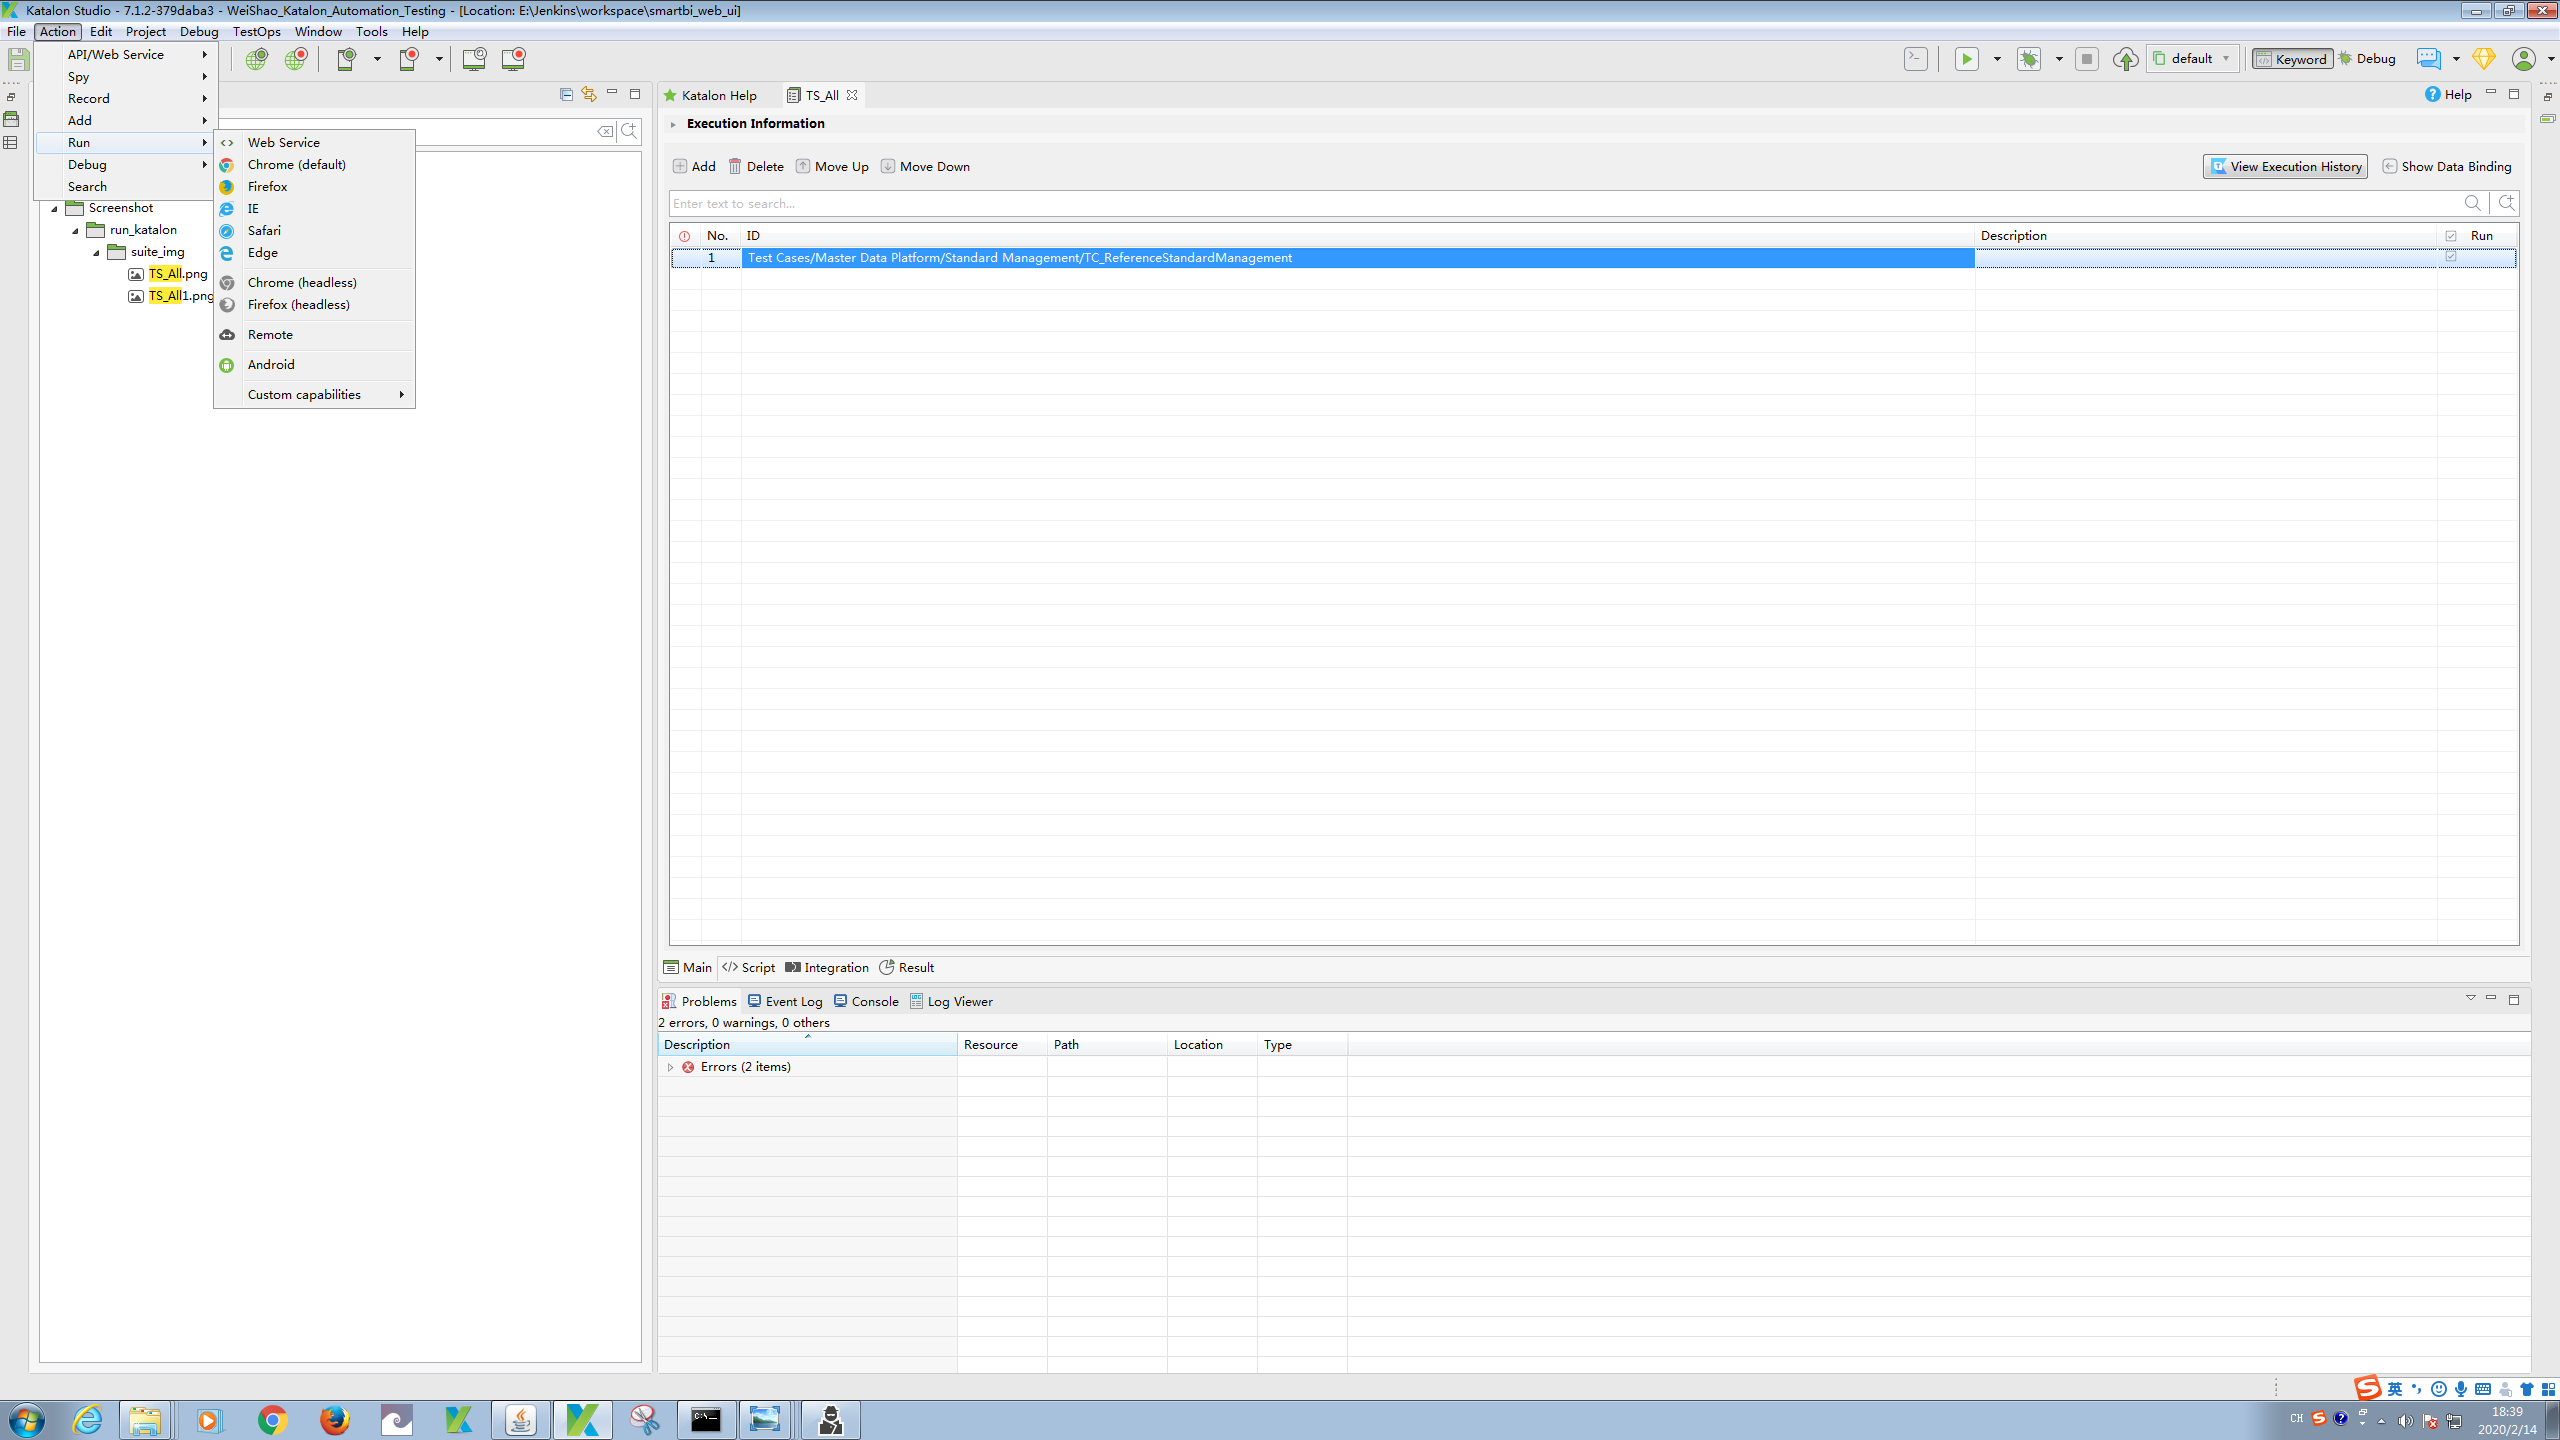 Katalon Studio - 7.1.2-379daba3 - WeiShao_Katalon_Automation_Testing - [Location: E:\Jenkins\workspace\smartbi_web_ui]
File Action Edit Project Debug TestOps Window Tools Help
default Keyword Debug
API/Web Service
Spy
Record
Add
Run
Debug
Search
Web Service
Chrome (default)
Firefox
IE
Safari
Edge
Chrome (headless)
Firefox (headless)
Remote
Android
Custom capabilities
Screenshot
run_katalon
suite_img
TS_All.png
TS_All1.png
Katalon Help TS_All Help
Execution Information
Add Delete Move Up Move Down View Execution History Show Data Binding
Enter text to search...
No. ID Description Run
1 Test Cases/Master Data Platform/Standard Management/TC_ReferenceStandardManagement
Main Script Integration Result
Problems Event Log Console Log Viewer
2 errors, 0 warnings, 0 others
Description Resource Path Location Type
Errors (2 items)
英
CH
18:39
2020/2/14